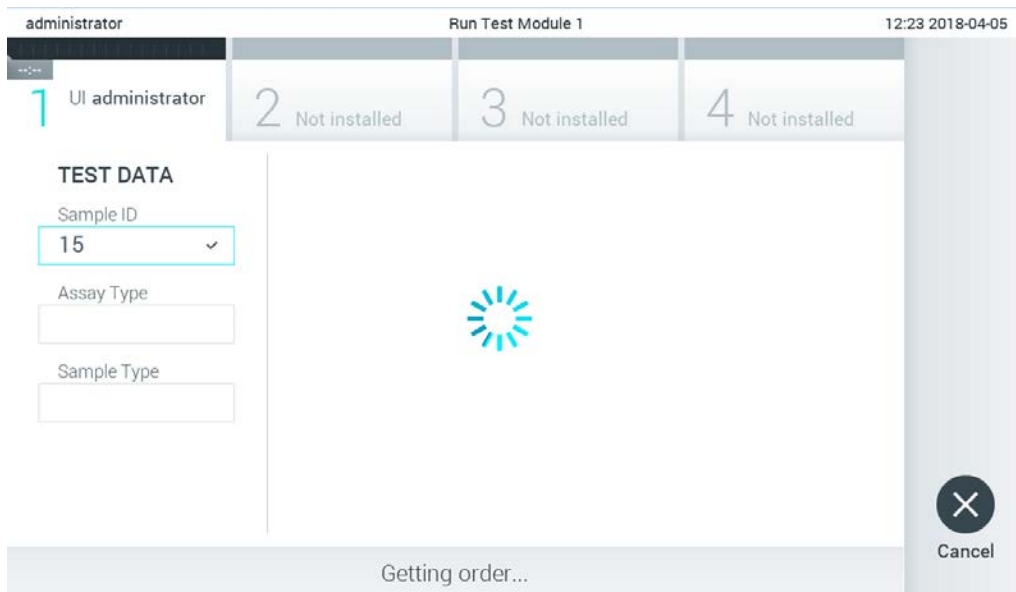 administrator Run Test Module 1 12:23 2018-04-05
--:--
1 UI administrator 2 Not installed 3 Not installed 4 Not installed
TEST DATA
Sample ID
15
Assay Type
Sample Type
Cancel
Getting order...